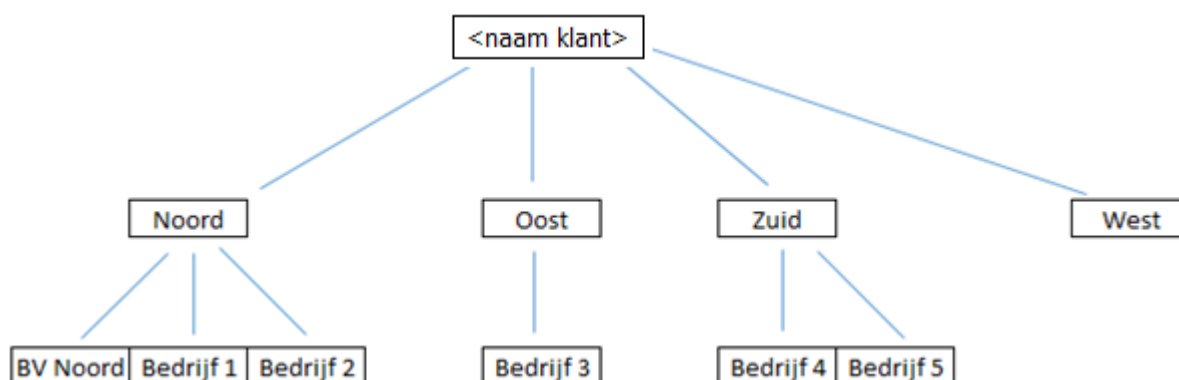 <naam klant>
Noord
Oost
Zuid
West
BV Noord
Bedrijf 1
Bedrijf 2
Bedrijf 3
Bedrijf 4
Bedrijf 5